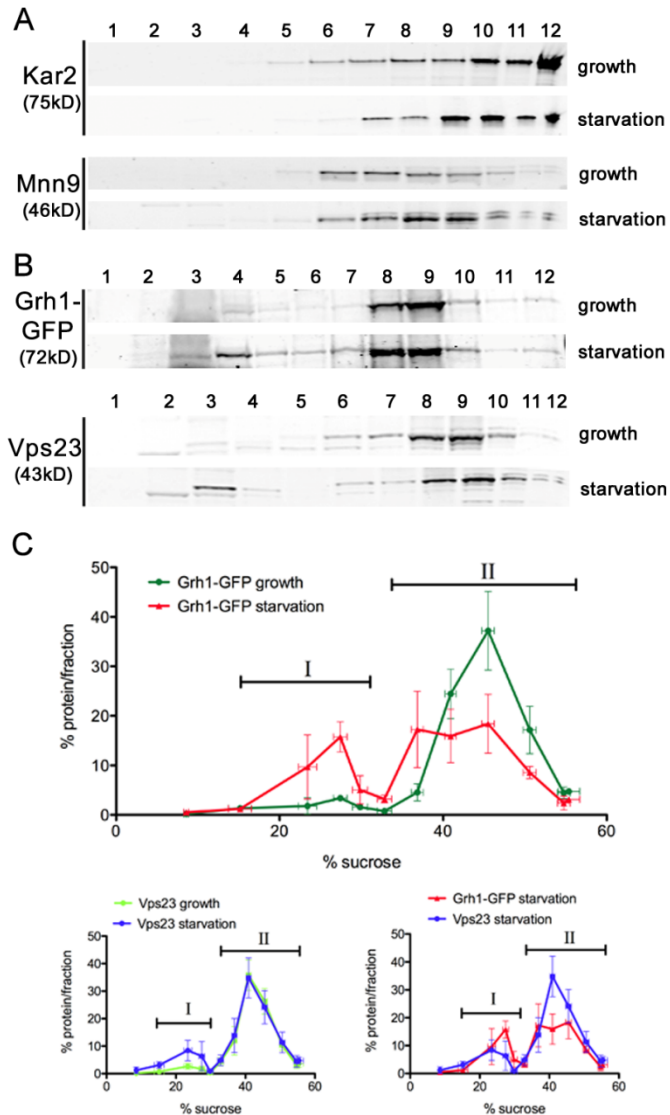 A
1 2 3 4 5 6 7 8 9 10 11 12
Kar2
(75kD)
growth
starvation
Mnn9
(46kD)
growth
starvation
B
1 2 3 4 5 6 7 8 9 10 11 12
Grh1-
GFP
(72kD)
growth
starvation
1 2 3 4 5 6 7 8 9 10 11 12
Vps23
(43kD)
growth
starvation
C
Grh1-GFP growth
Grh1-GFP starvation
I
II
% protein/fraction
50
40
30
20
10
0
0 20 40 60
% sucrose
Vps23 growth
Vps23 starvation
I
II
% protein/fraction
50
40
30
20
10
0
0 20 40 60
% sucrose
Grh1-GFP starvation
Vps23 starvation
I
II
% protein/fraction
50
40
30
20
10
0
0 20 40 60
% sucrose